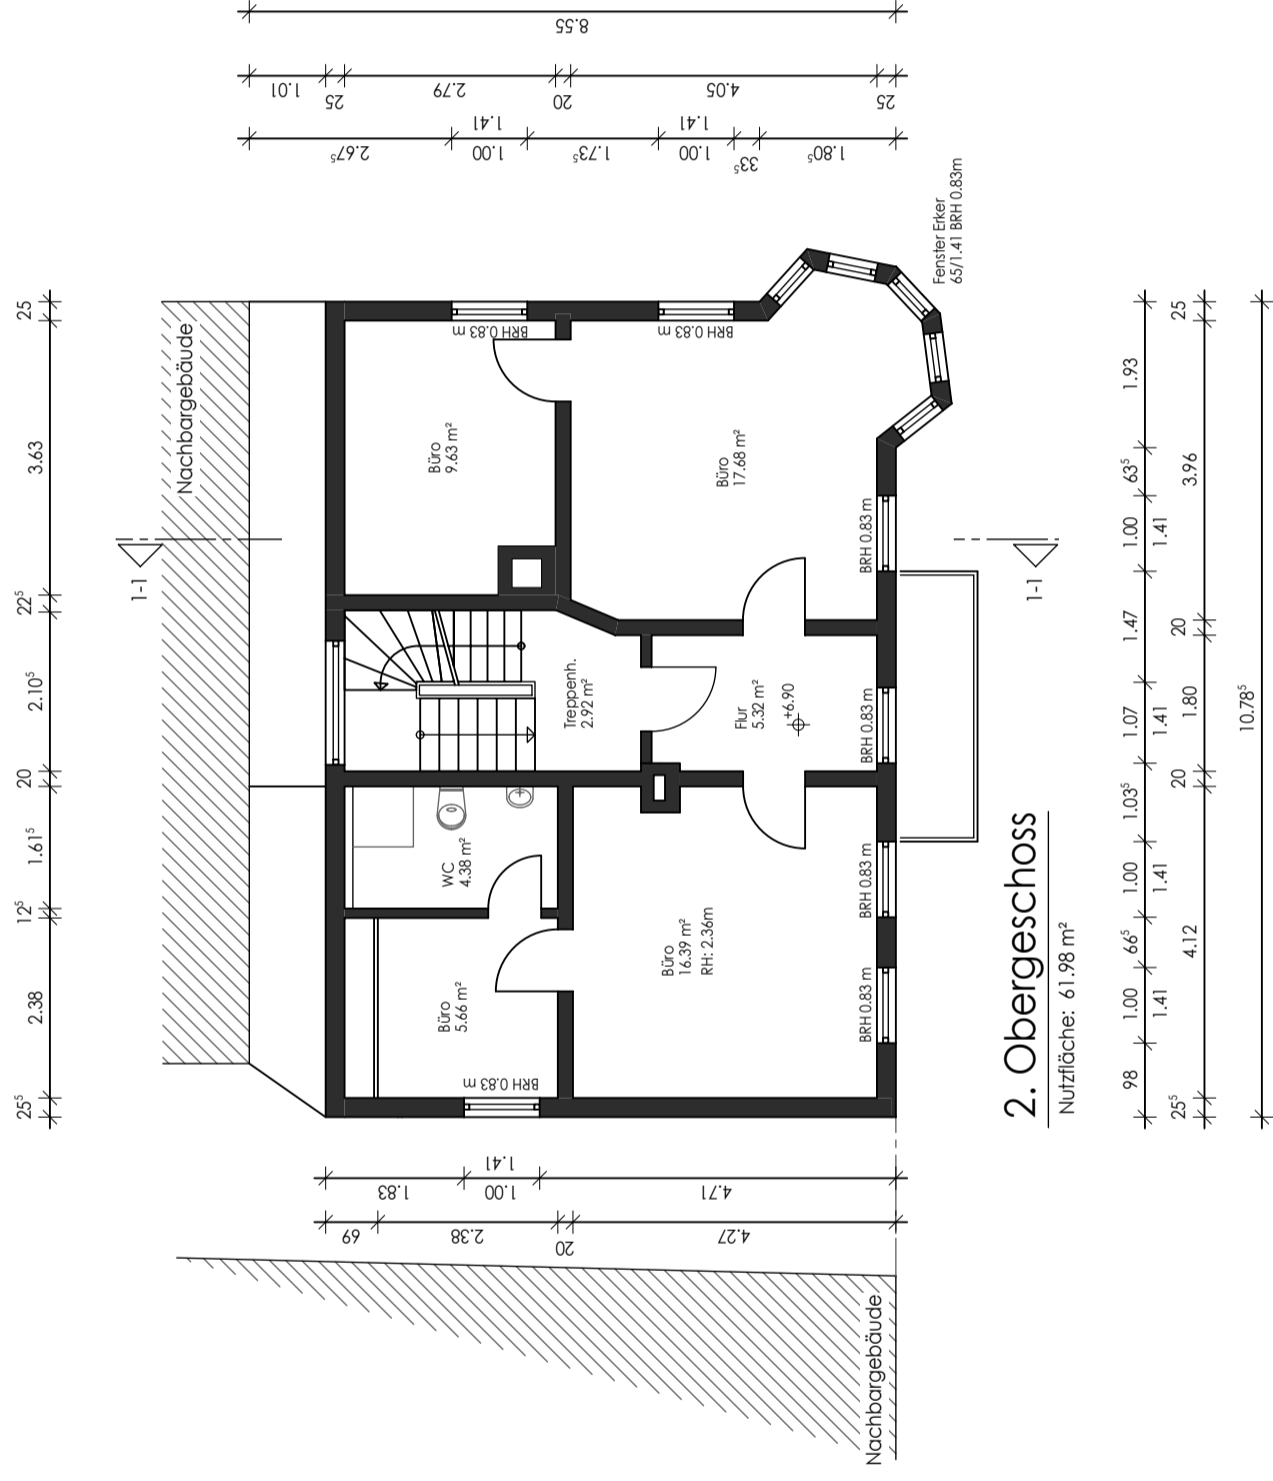 8.55
1.01
25
2.79
20
4.05
25
2.67⁵
1.00
1.41
1.73⁵
1.00
1.41
33⁵
1.80⁵
25
3.63
22⁵
2.10⁵
20
1.61⁵
12⁵
2.38
25⁵
Nachbargebäude
1-1
BRH 0.83 m
BRH 0.83 m
Fenster Erker
65/1.41 BRH 0.83m
Büro
9.63 m²
Büro
17.68 m²
BRH 0.83 m
1-1
Treppenh.
2.92 m²
Flur
5.32 m²
+6.90
BRH 0.83 m
WC
4.38 m²
BRH 0.83 m
Büro
5.66 m²
Büro
16.39 m²
RH: 2.36m
BRH 0.83 m
BRH 0.83 m
2. Obergeschoss
Nutzfläche: 61.98 m²
1.93
63⁵
1.00
1.41
1.47
1.07
1.41
1.03⁵
1.00
1.41
66⁵
1.00
1.41
98
25
3.96
20
1.80
20
4.12
25⁵
10.78⁵
1.83
1.00
1.41
4.71
69
2.38
20
4.27
Nachbargebäude